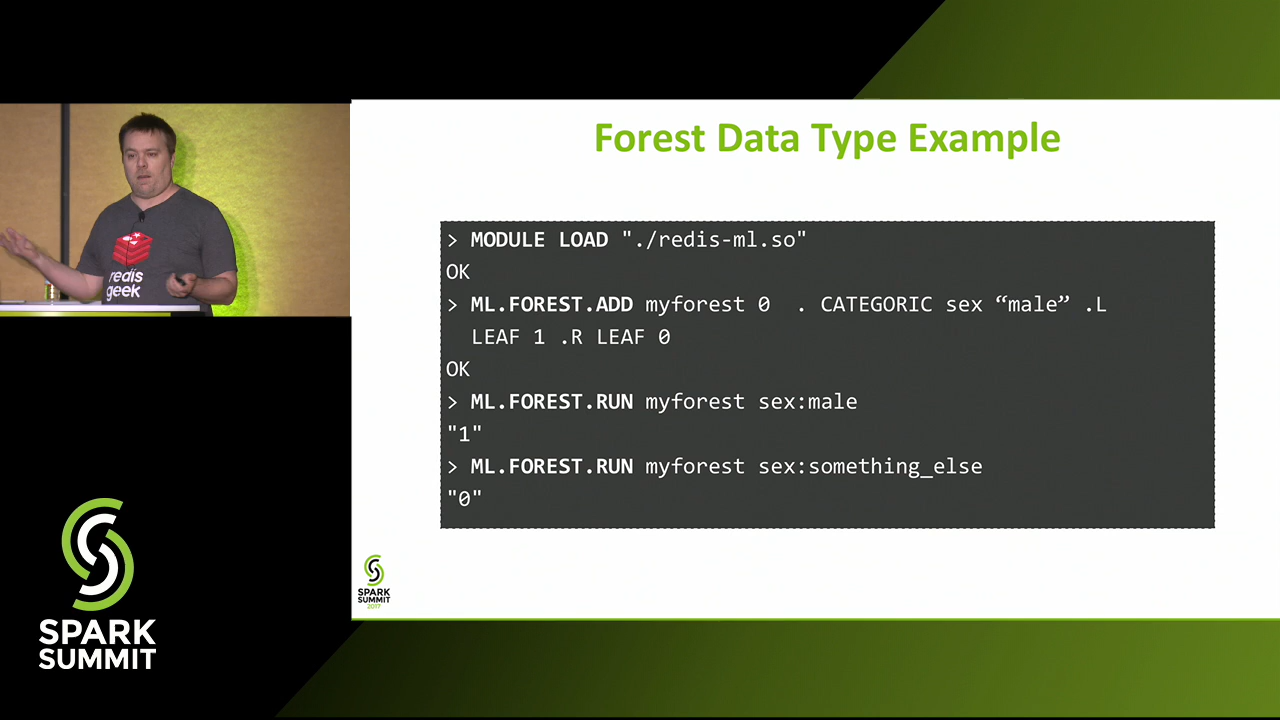 Forest Data Type Example
> MODULE LOAD "./redis-ml.so"
OK
> ML.FOREST.ADD myforest 0 . CATEGORIC sex “male” .L
LEAF 1 .R LEAF 0
OK
> ML.FOREST.RUN myforest sex:male
"1"
> ML.FOREST.RUN myforest sex:something_else
"0"
redis
geek
SPARK
SUMMIT
2017
SPARK
SUMMIT